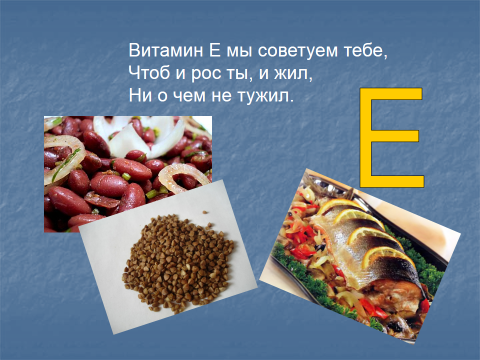 Витамин Е мы советуем тебе,
Чтоб и рос ты, и жил,
Ни о чем не тужил.
Е